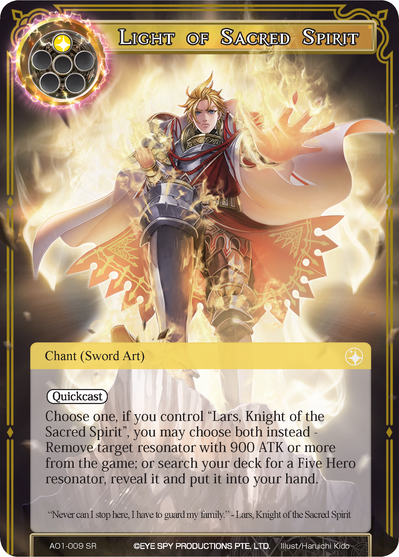 Light of Sacred Spirit
Chant (Sword Art)
Quickcast
Choose one, if you control “Lars, Knight of the
Sacred Spirit”, you may choose both instead -
Remove target resonator with 900 ATK or more
from the game; or search your deck for a Five Hero
resonator, reveal it and put it into your hand.
“Never can I stop here, I have to guard my family.” - Lars, Knight of the Sacred Spirit
AO1-009 SR ©EYE SPY PRODUCTIONS PTE. LTD. Illust/Haruichi Kido